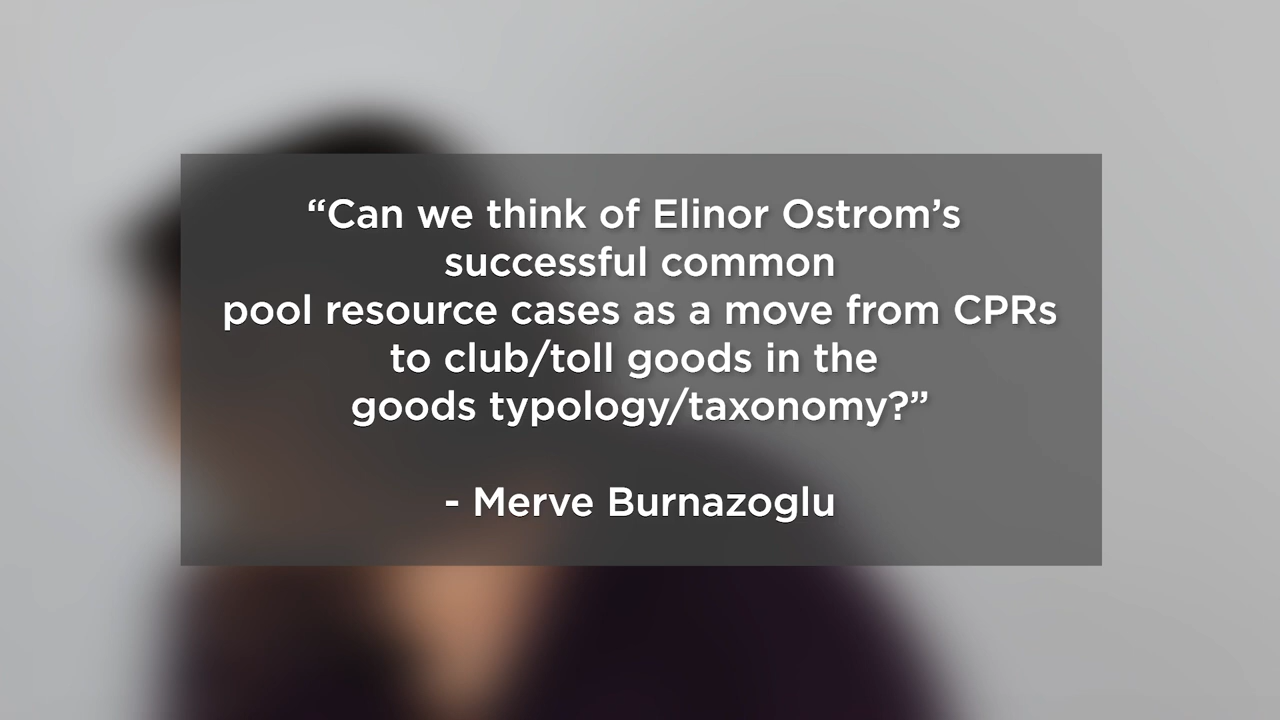 “Can we think of Elinor Ostrom’s
successful common
pool resource cases as a move from CPRs
to club/toll goods in the
goods typology/taxonomy?”
- Merve Burnazoglu